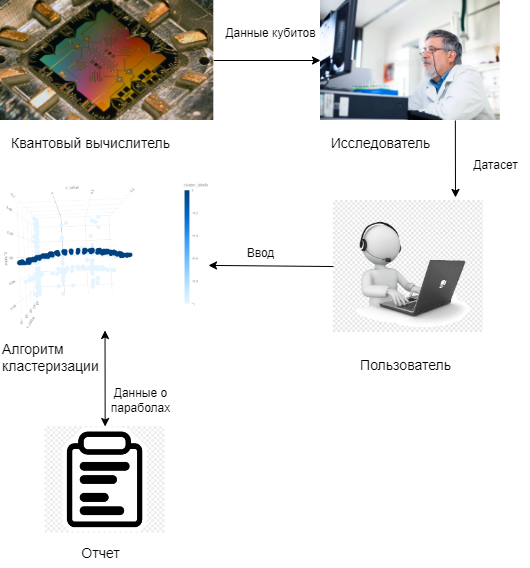 Данные кубитов
Квантовый вычислитель
Исследователь
Датасет
Ввод
Алгоритм
кластеризации
Пользователь
Данные о
параболах
Отчет